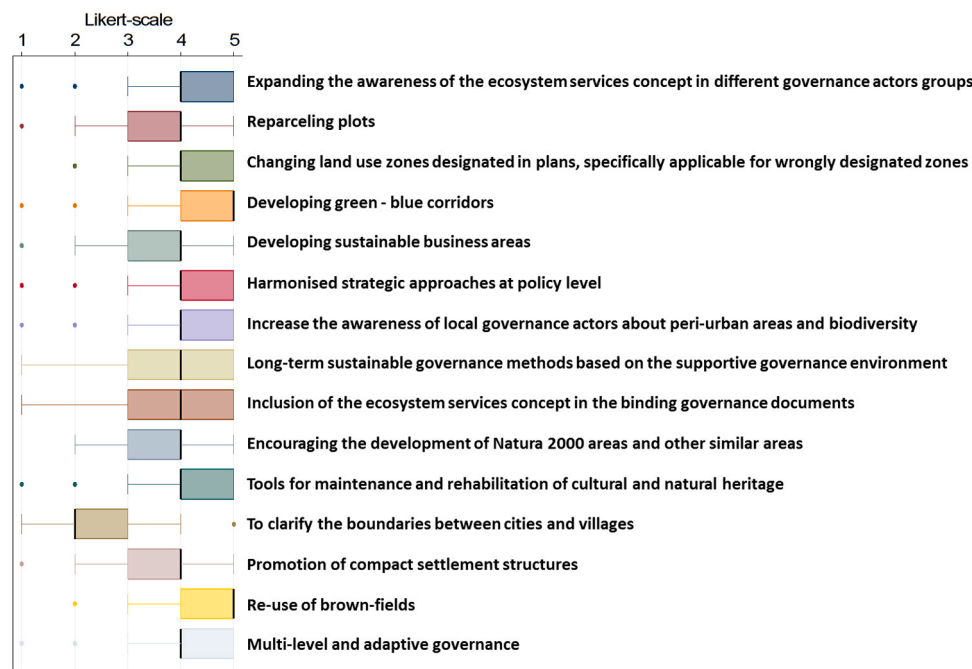 Likert-scale
1 2 3 4 5
Expanding the awareness of the ecosystem services concept in different governance actors groups
Reparceling plots
Changing land use zones designated in plans, specifically applicable for wrongly designated zones
Developing green - blue corridors
Developing sustainable business areas
Harmonised strategic approaches at policy level
Increase the awareness of local governance actors about peri-urban areas and biodiversity
Long-term sustainable governance methods based on the supportive governance environment
Inclusion of the ecosystem services concept in the binding governance documents
Encouraging the development of Natura 2000 areas and other similar areas
Tools for maintenance and rehabilitation of cultural and natural heritage
To clarify the boundaries between cities and villages
Promotion of compact settlement structures
Re-use of brown-fields
Multi-level and adaptive governance